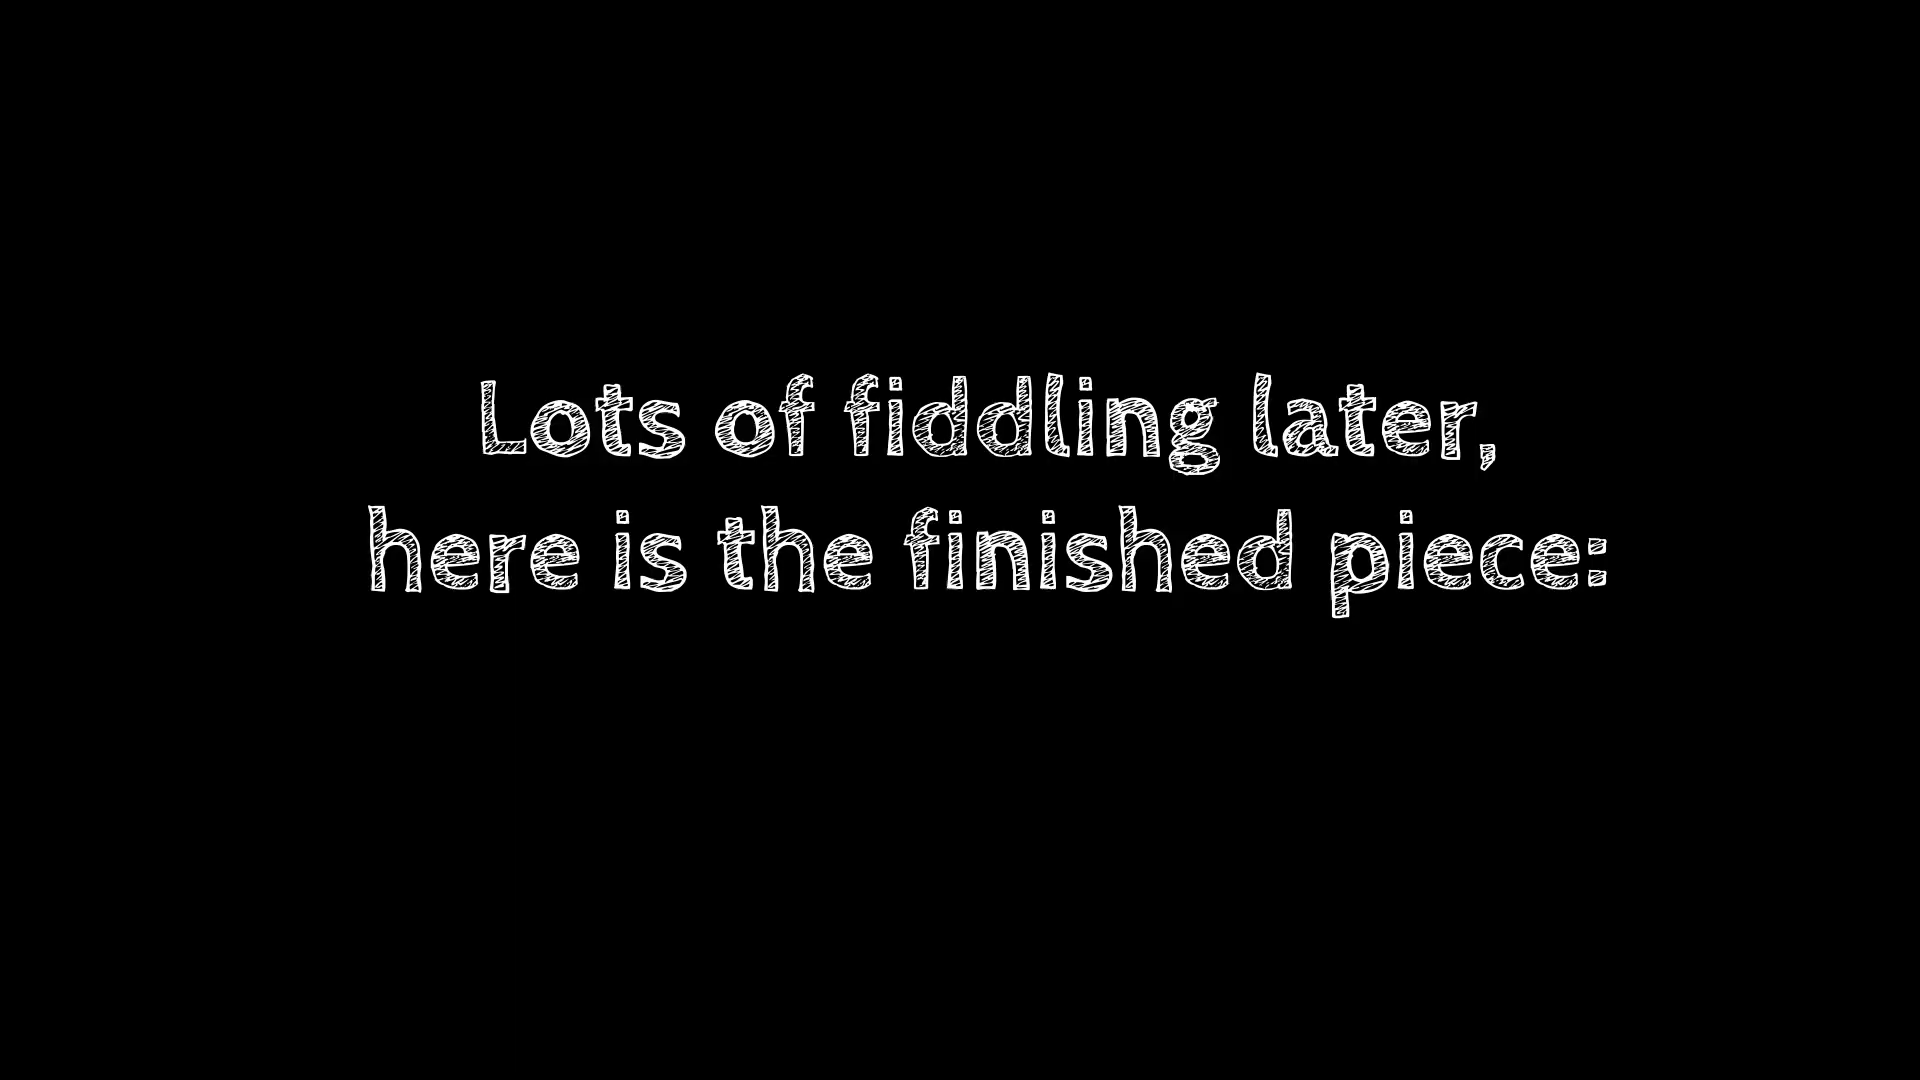 Lots of fiddling later,
here is the finished piece: